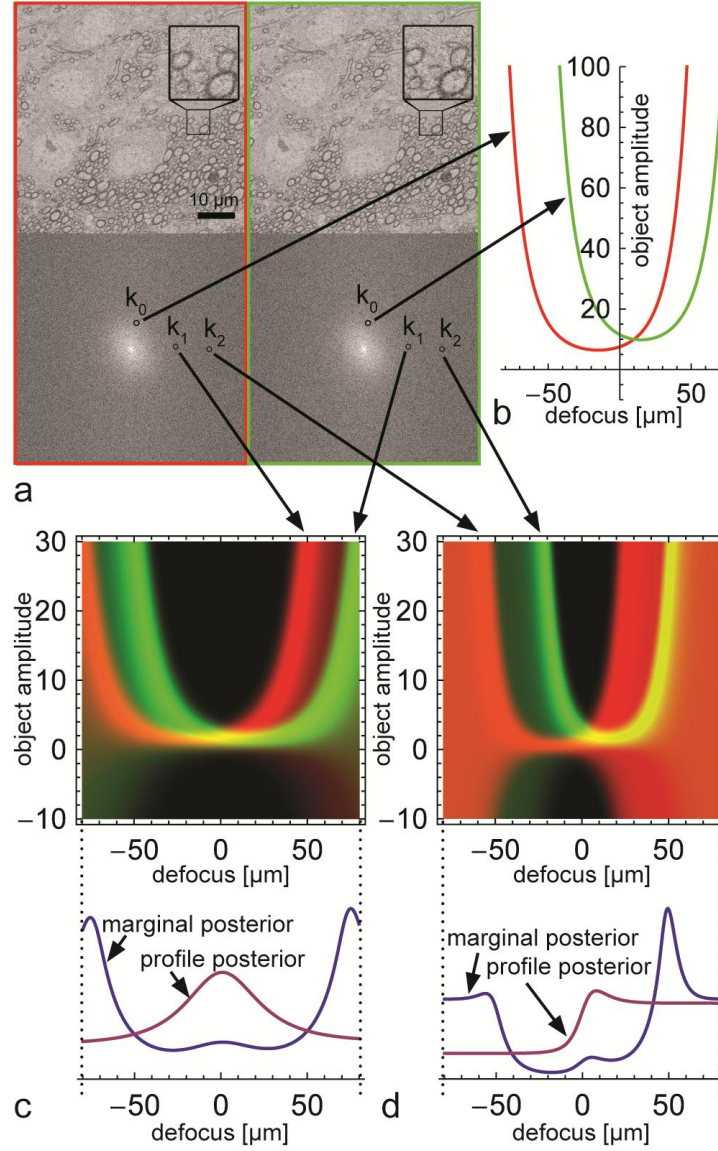 10 µm
k0
k1
k2
k0
k1
k2
a
100
80
60
40
20
object amplitude
−50
0
50
defocus [µm]
b
30
20
10
0
−10
object amplitude
−50
0
50
defocus [µm]
30
20
10
0
−10
object amplitude
−50
0
50
defocus [µm]
marginal posterior
profile posterior
−50
0
50
defocus [µm]
c
marginal posterior
profile posterior
−50
0
50
defocus [µm]
d